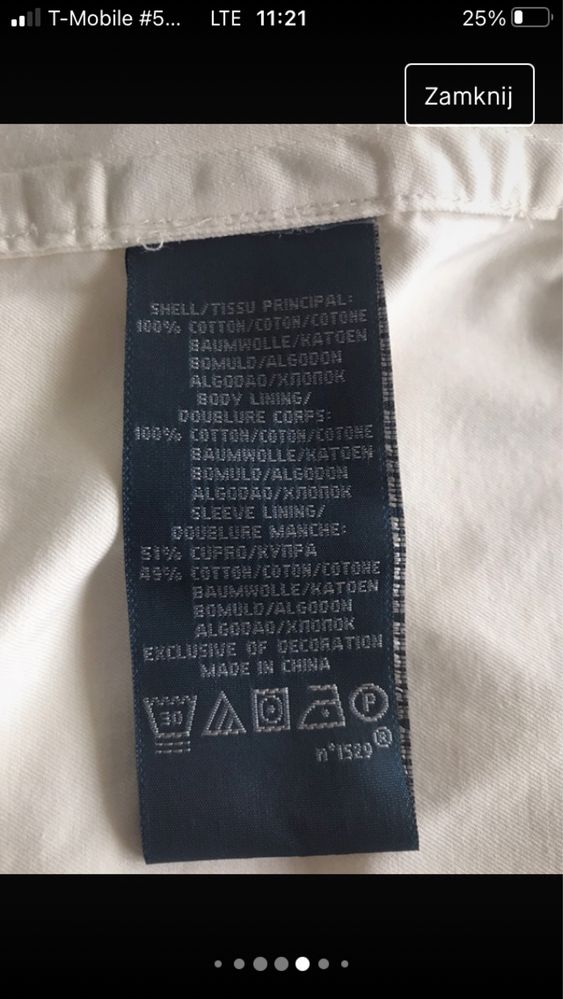 T-Mobile #5... LTE 11:21 25%
Zamknij
SHELL/TISSU PRINCIPAL:
100% COTTON/COTON/COTONE
BAUMWOLLE/KATOEN
BOMULD/ALGODON
ALGODAO/ХЛОПОК
BODY LINING/
DOUBLURE CORPS:
100% COTTON/COTON/COTONE
BAUMWOLLE/KATOEN
BOMULD/ALGODON
ALGODAO/ХЛОПОК
SLEEVE LINING/
DOUBLURE MANCHE:
51% CUPRO/КУПРА
49% COTTON/COTON/COTONE
BAUMWOLLE/KATOEN
BOMULD/ALGODON
ALGODAO/ХЛОПОК
EXCLUSIVE OF DECORATION
MADE IN CHINA
30 P
n°1529®